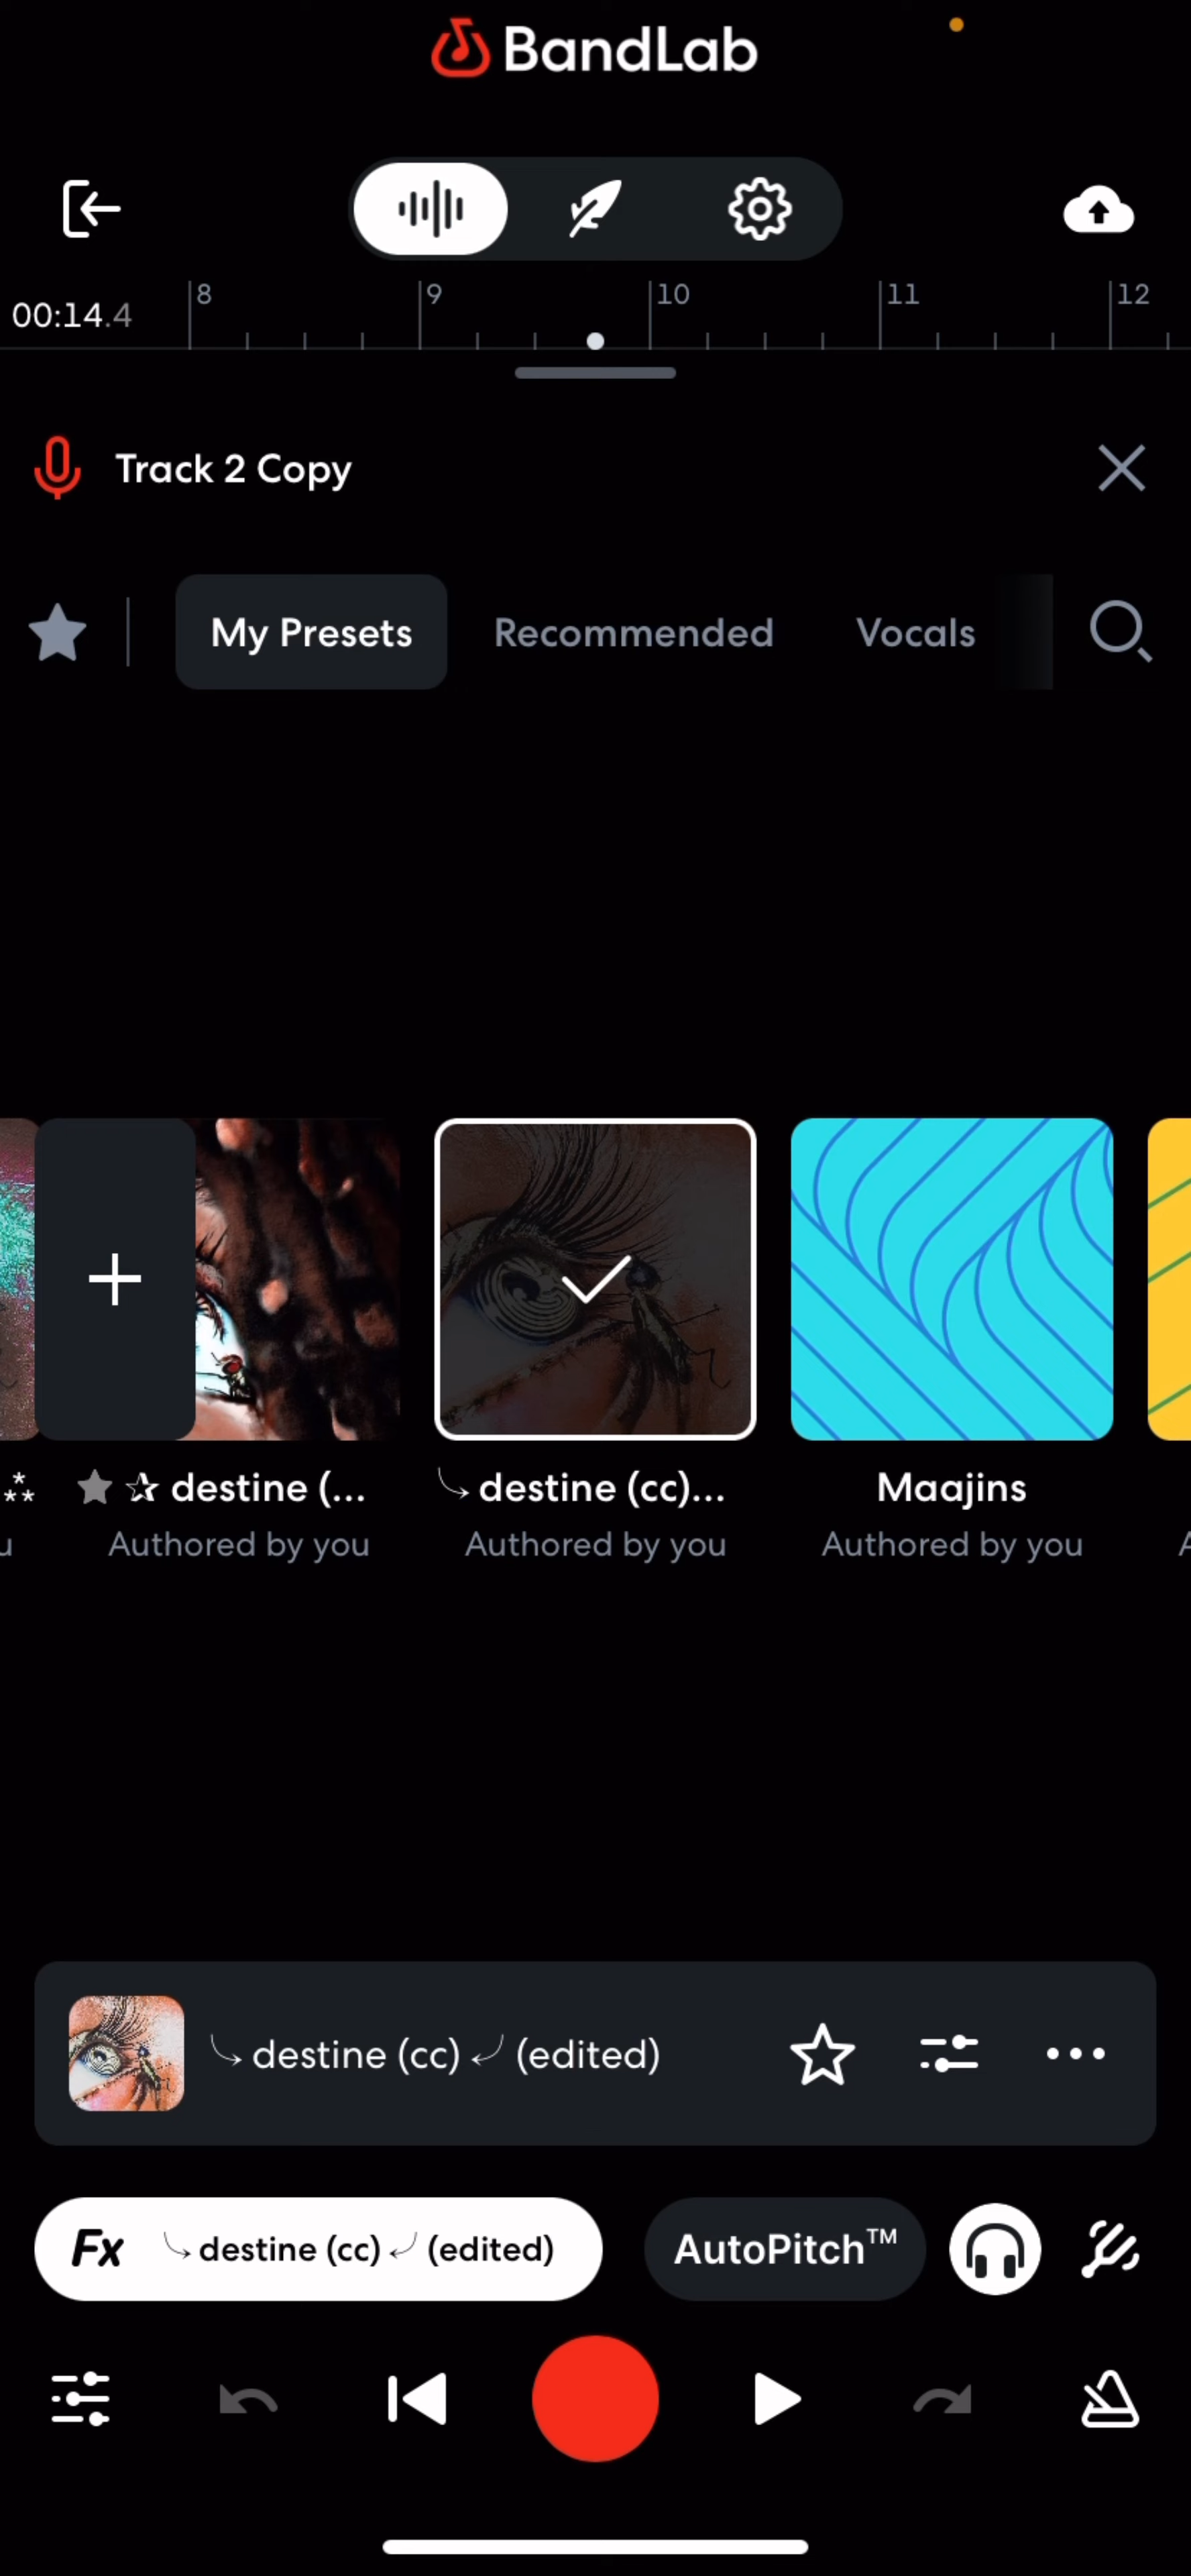 BandLab
00:14.4
8 9 10 11 12
Track 2 Copy
My Presets Recommended Vocals
⁂ ★ ✰ destine (... ⤷ destine (cc)... Maajins
u Authored by you Authored by you Authored by you A
⤷ destine (cc) ⤶ (edited)
Fx ⤷ destine (cc) ⤶ (edited) AutoPitch™